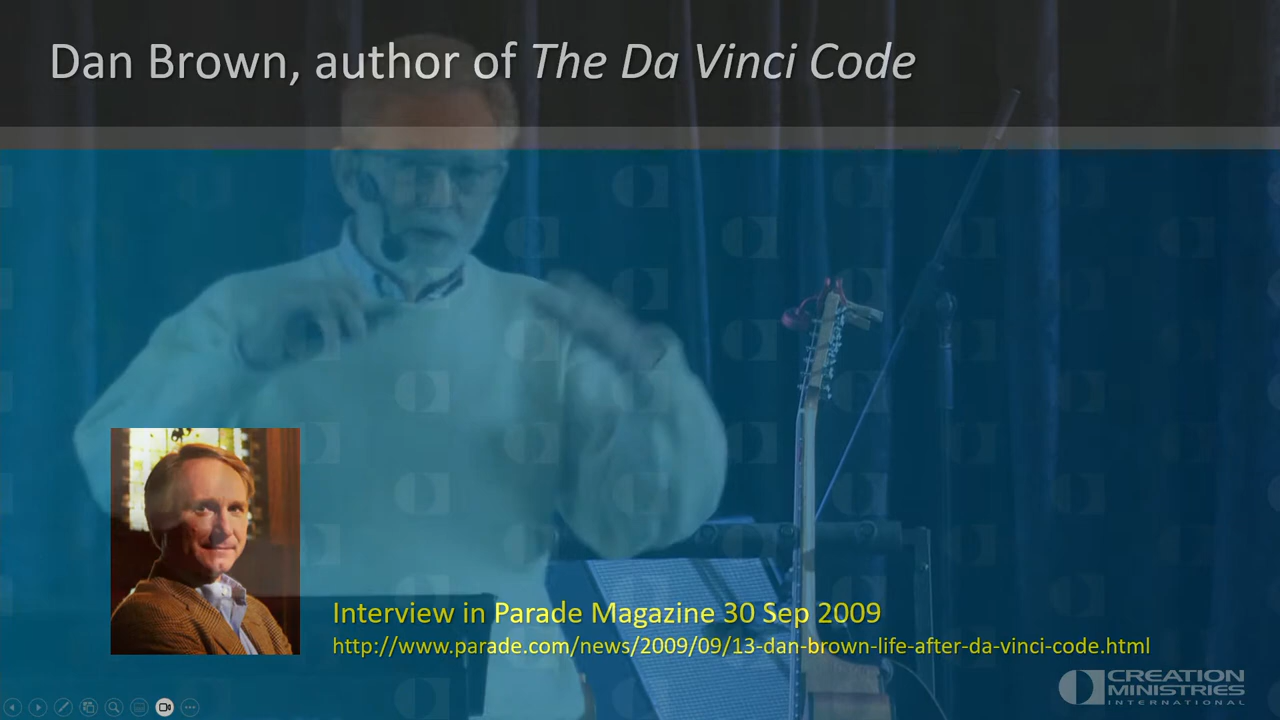 Dan Brown, author of The Da Vinci Code
Interview in Parade Magazine 30 Sep 2009
http://www.parade.com/news/2009/09/13-dan-brown-life-after-da-vinci-code.html
CREATION
MINISTRIES
INTERNATIONAL